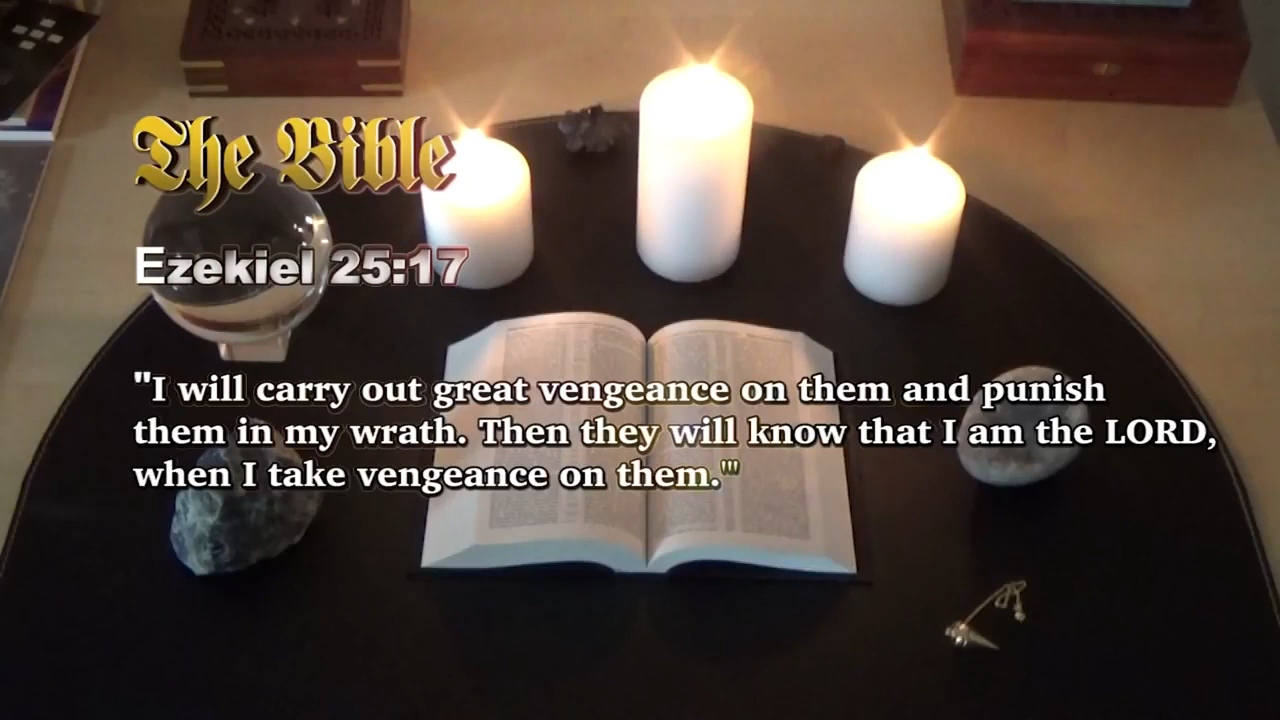 The Bible
Ezekiel 25:17
"I will carry out great vengeance on them and punish
them in my wrath. Then they will know that I am the LORD,
when I take vengeance on them.'"